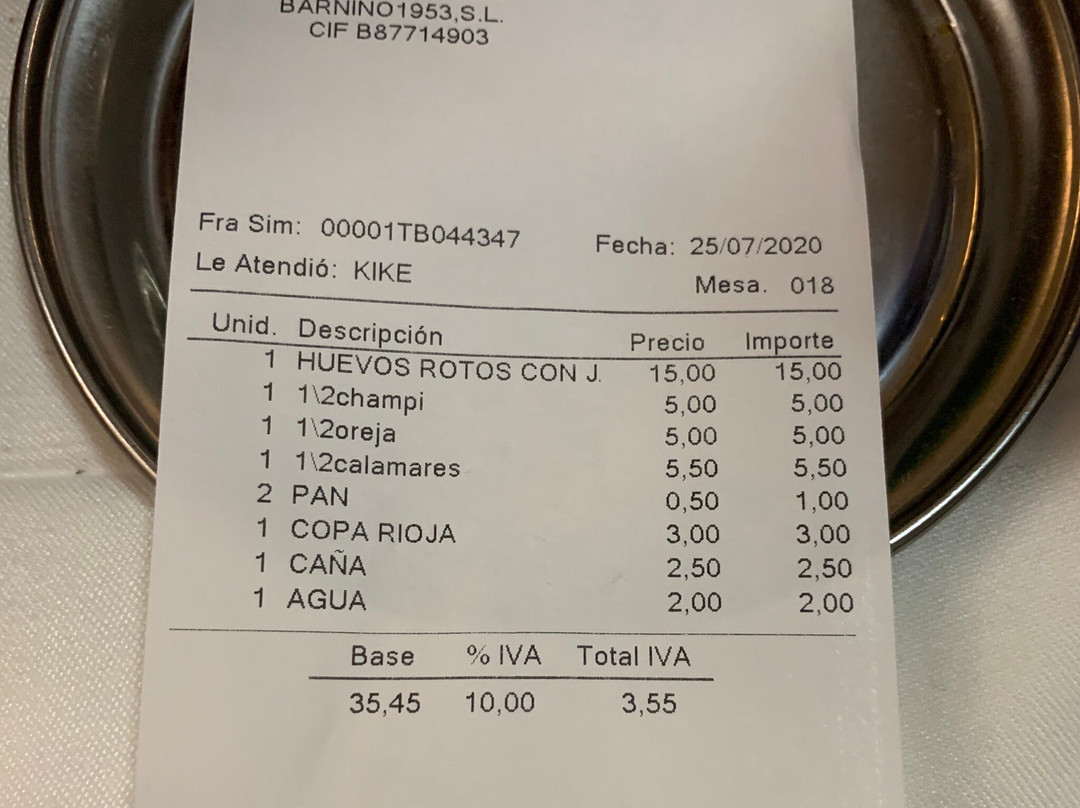 BARNINO1953,S.L.
CIF B87714903
Fra Sim: 00001TB044347 Fecha: 25/07/2020
Le Atendió: KIKE Mesa. 018
Unid. Descripción Precio Importe
1 HUEVOS ROTOS CON J. 15,00 15,00
1 1\2champi 5,00 5,00
1 1\2oreja 5,00 5,00
1 1\2calamares 5,50 5,50
2 PAN 0,50 1,00
1 COPA RIOJA 3,00 3,00
1 CAÑA 2,50 2,50
1 AGUA 2,00 2,00
Base % IVA Total IVA
35,45 10,00 3,55